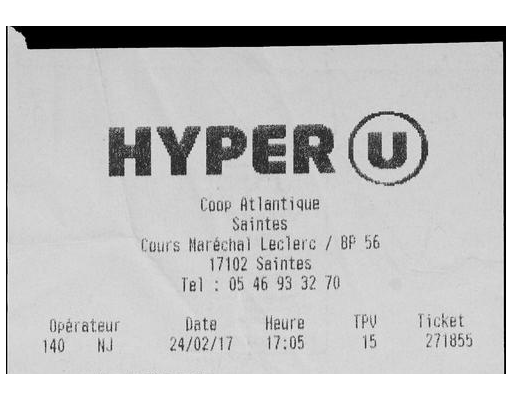 HYPER U
Coop Atlantique
Saintes
Cours Maréchal Leclerc / BP 56
17102 Saintes
Tel : 05 46 93 32 70
Opérateur Date Heure TPV Ticket
140 NJ 24/02/17 17:05 15 271855